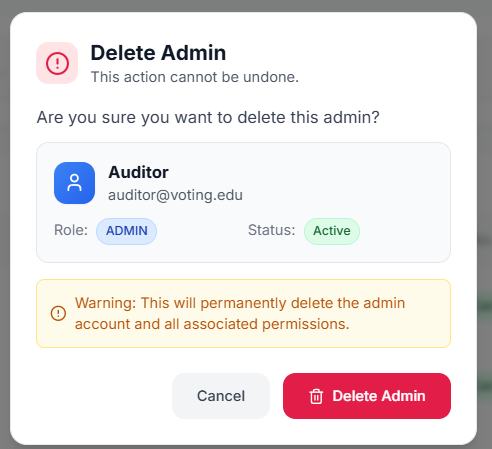 Delete Admin
This action cannot be undone.
Are you sure you want to delete this admin?
Auditor
auditor@voting.edu
Role: ADMIN Status: Active
Warning: This will permanently delete the admin
account and all associated permissions.
Cancel Delete Admin